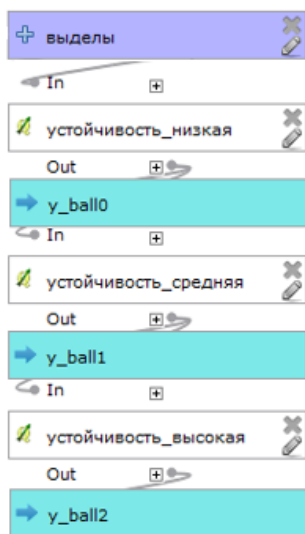 выделы
In
устойчивость_низкая
Out
y_ball0
In
устойчивость_средняя
Out
y_ball1
In
устойчивость_высокая
Out
y_ball2